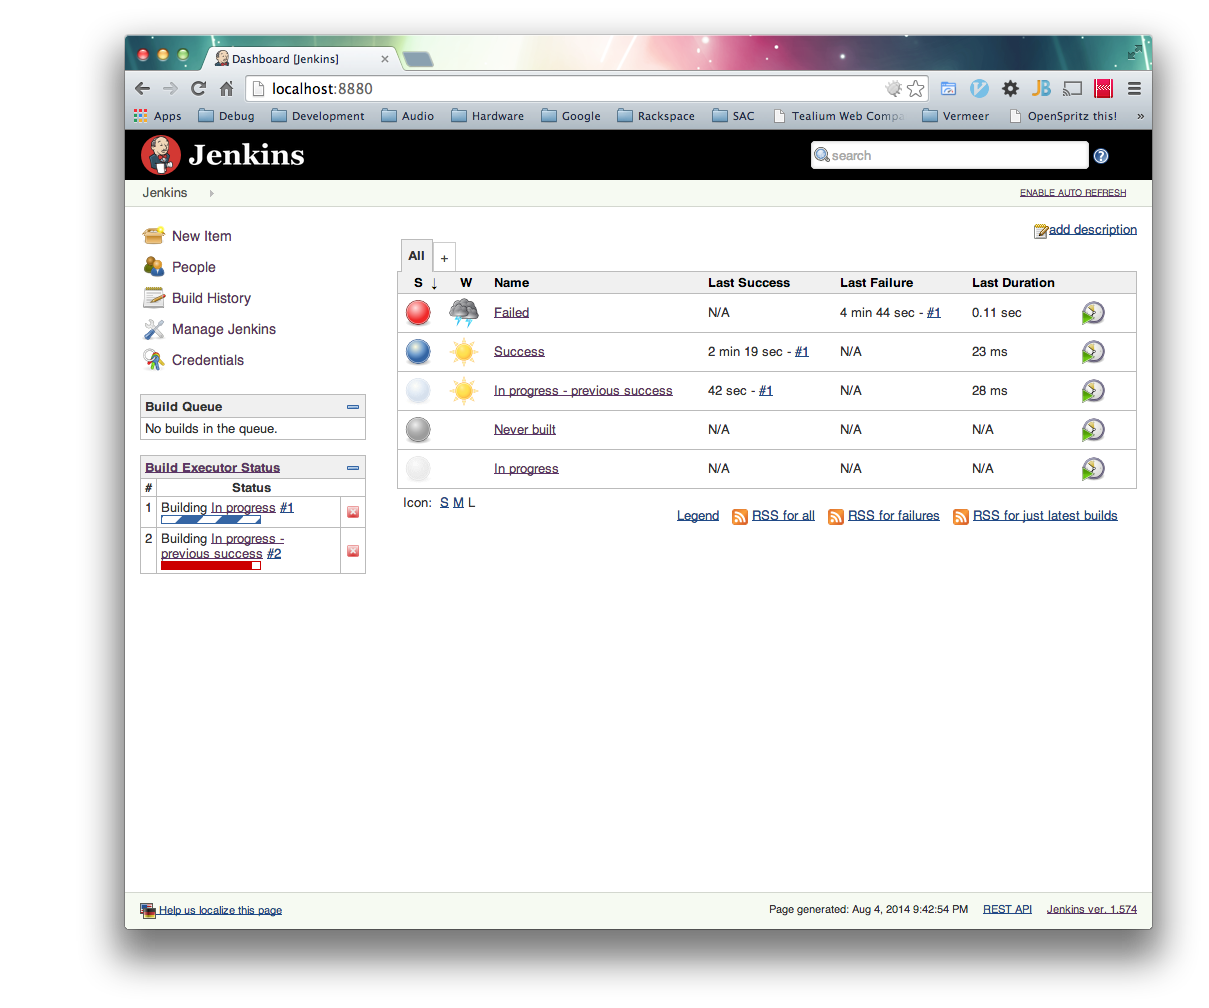 Dashboard [Jenkins]
localhost:8880
Apps Debug Development Audio Hardware Google Rackspace SAC Tealium Web Compa Vermeer OpenSpritz this! »
Jenkins search
Jenkins ENABLE AUTO REFRESH
New Item
People
Build History
Manage Jenkins
Credentials
Build Queue
No builds in the queue.
Build Executor Status
# Status
1 Building In progress #1
2 Building In progress -
previous success #2
add description
All +
S ↓ W Name Last Success Last Failure Last Duration
Failed N/A 4 min 44 sec - #1 0.11 sec
Success 2 min 19 sec - #1 N/A 23 ms
In progress - previous success 42 sec - #1 N/A 28 ms
Never built N/A N/A N/A
In progress N/A N/A N/A
Icon: S M L
Legend RSS for all RSS for failures RSS for just latest builds
Help us localize this page Page generated: Aug 4, 2014 9:42:54 PM REST API Jenkins ver. 1.574